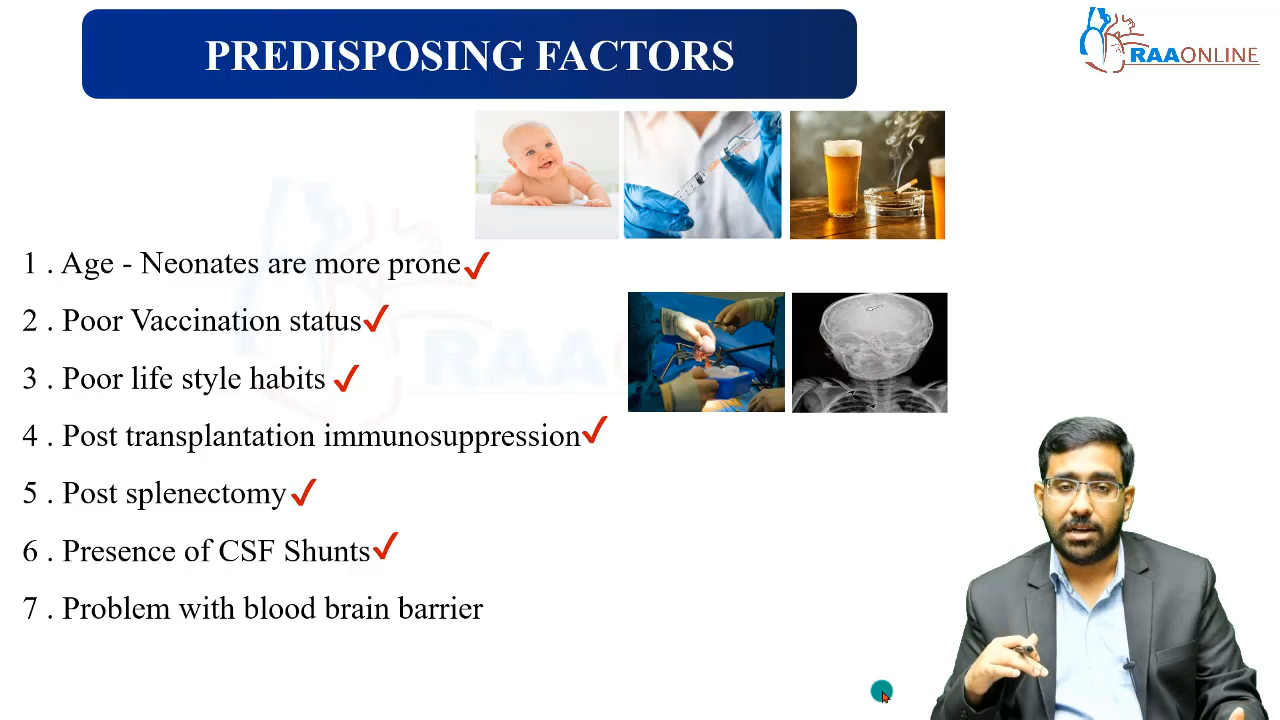 PREDISPOSING FACTORS
RAAONLINE
1 . Age - Neonates are more prone
2 . Poor Vaccination status
3 . Poor life style habits
4 . Post transplantation immunosuppression
5 . Post splenectomy
6 . Presence of CSF Shunts
7 . Problem with blood brain barrier